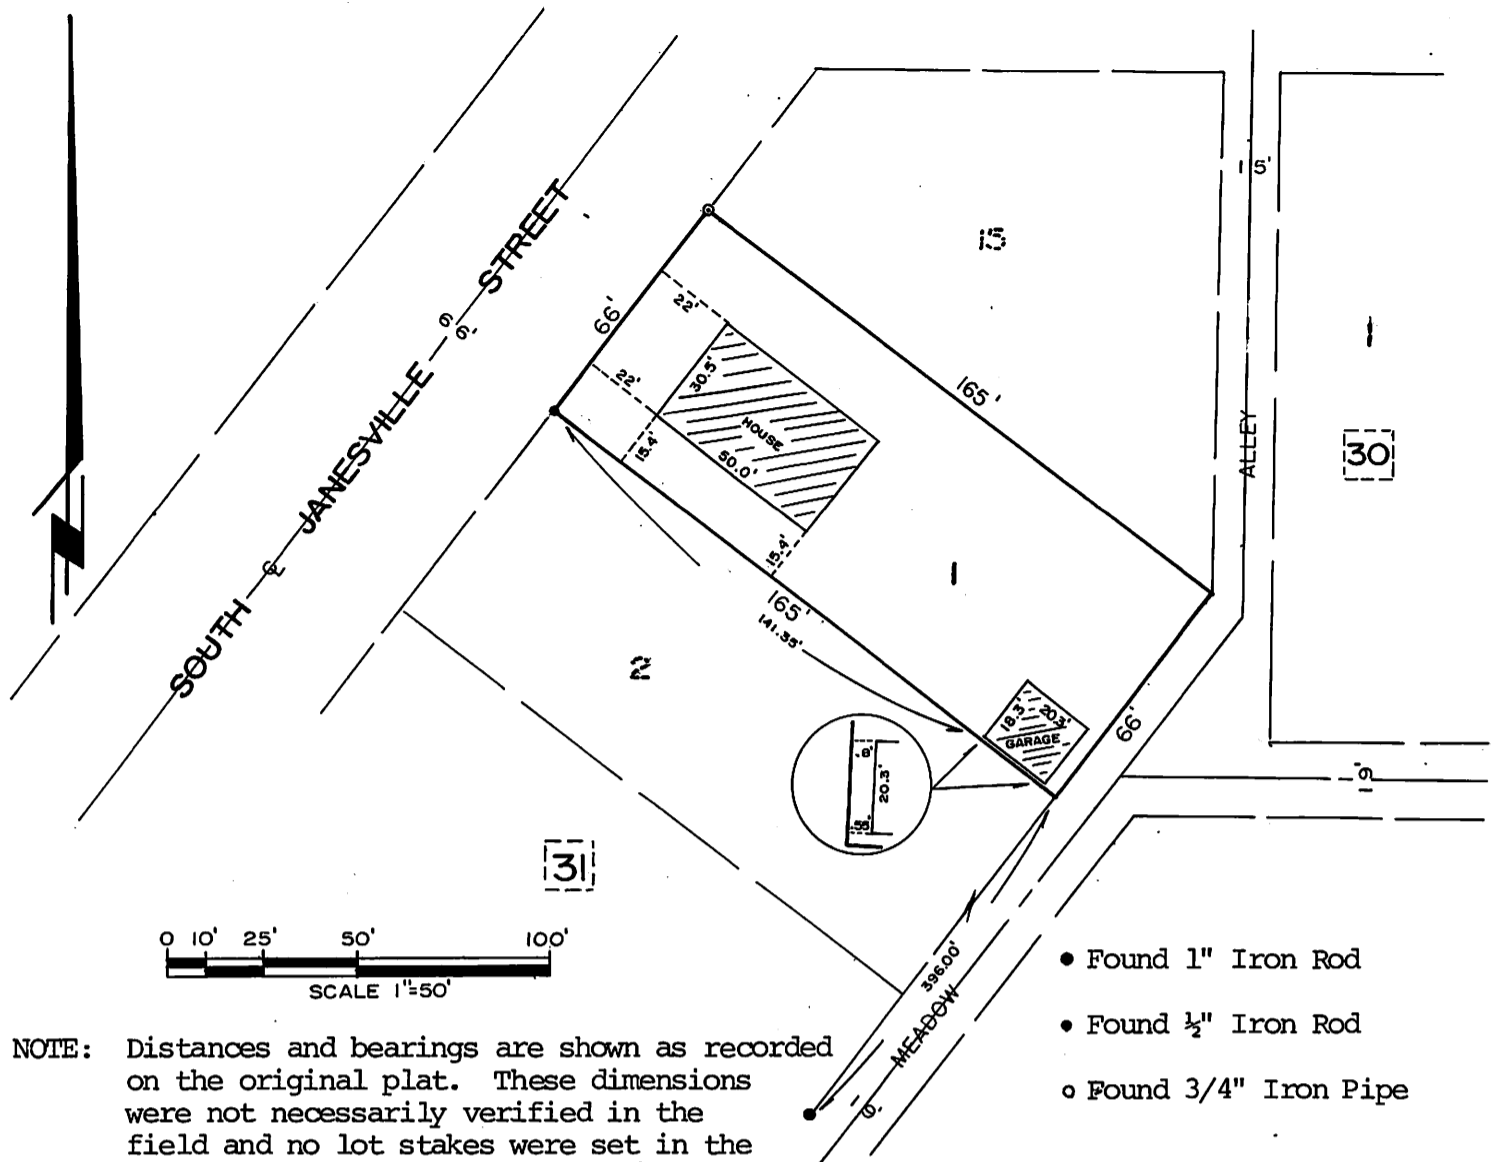 15'
15
SOUTH ℄ JANESVILLE STREET
66'
66'
22'
22'
30.5'
HOUSE
50.0'
15.4'
15.4'
165'
1
30
ALLEY
1
165'
141.35'
2
18.3'
20.3'
GARAGE
66'
.8'
20.3'
.55'
31
396.00'
MEADOW
0 10' 25' 50' 100'
SCALE 1"=50'
● Found 1" Iron Rod
• Found ½" Iron Rod
o Found 3/4" Iron Pipe
NOTE: Distances and bearings are shown as recorded
on the original plat. These dimensions
were not necessarily verified in the
field and no lot stakes were set in the